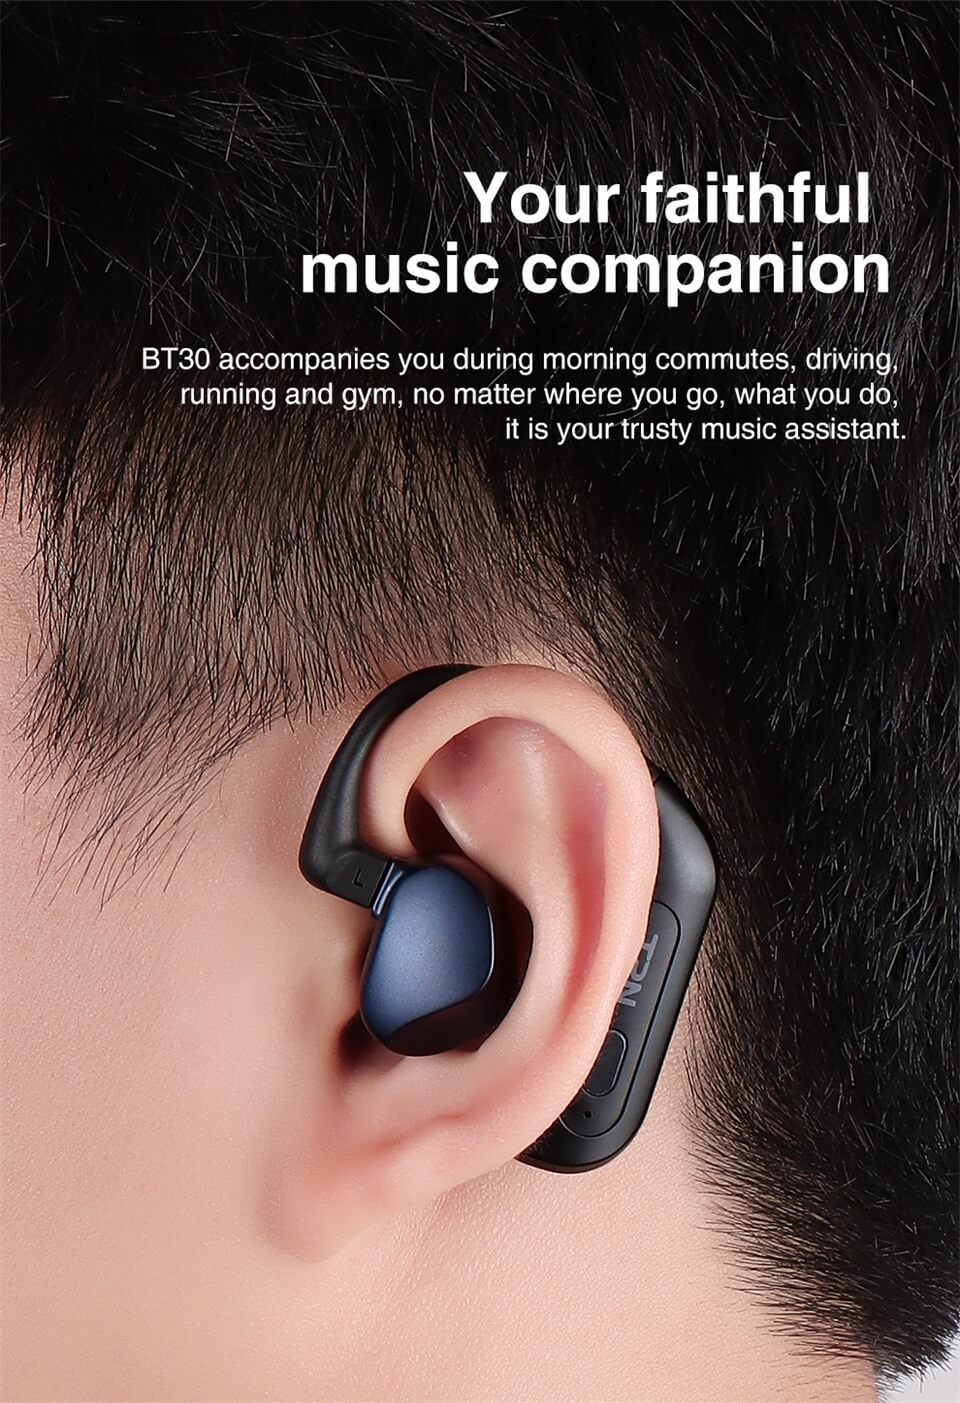 Your faithful
music companion
BT30 accompanies you during morning commutes, driving,
running and gym, no matter where you go, what you do,
it is your trusty music assistant.
L
TRN